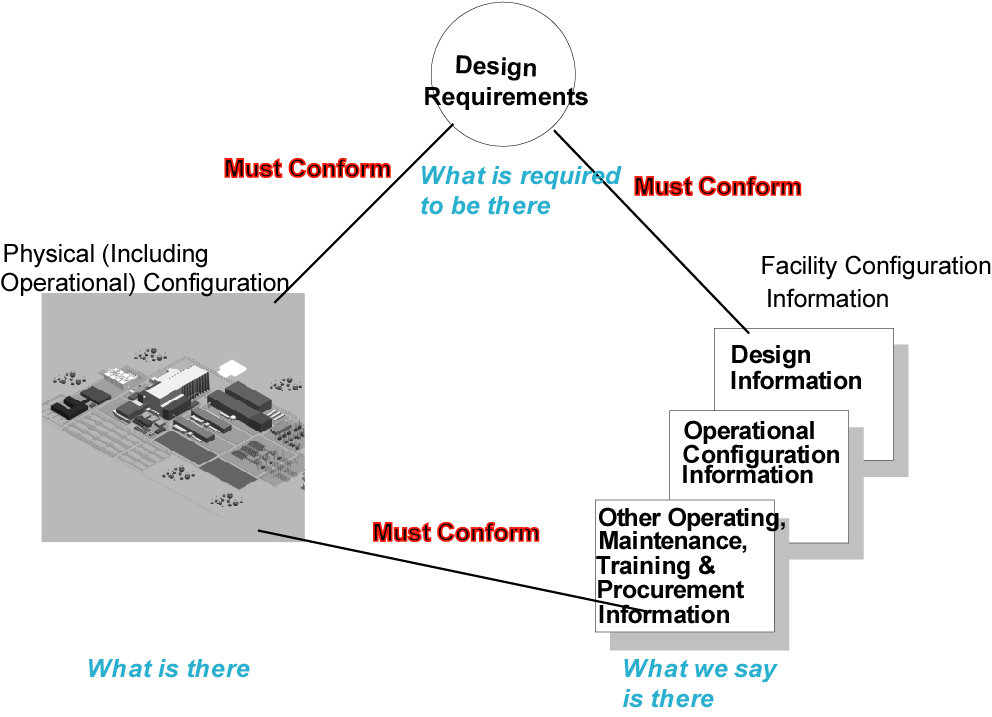 Design
Requirements
Must Conform
What is required
to be there
Must Conform
Physical (Including
Operational) Configuration
Facility Configuration
Information
Design
Information
Operational
Configuration
Information
Other Operating,
Maintenance,
Training &
Procurement
Information
Must Conform
What is there
What we say
is there